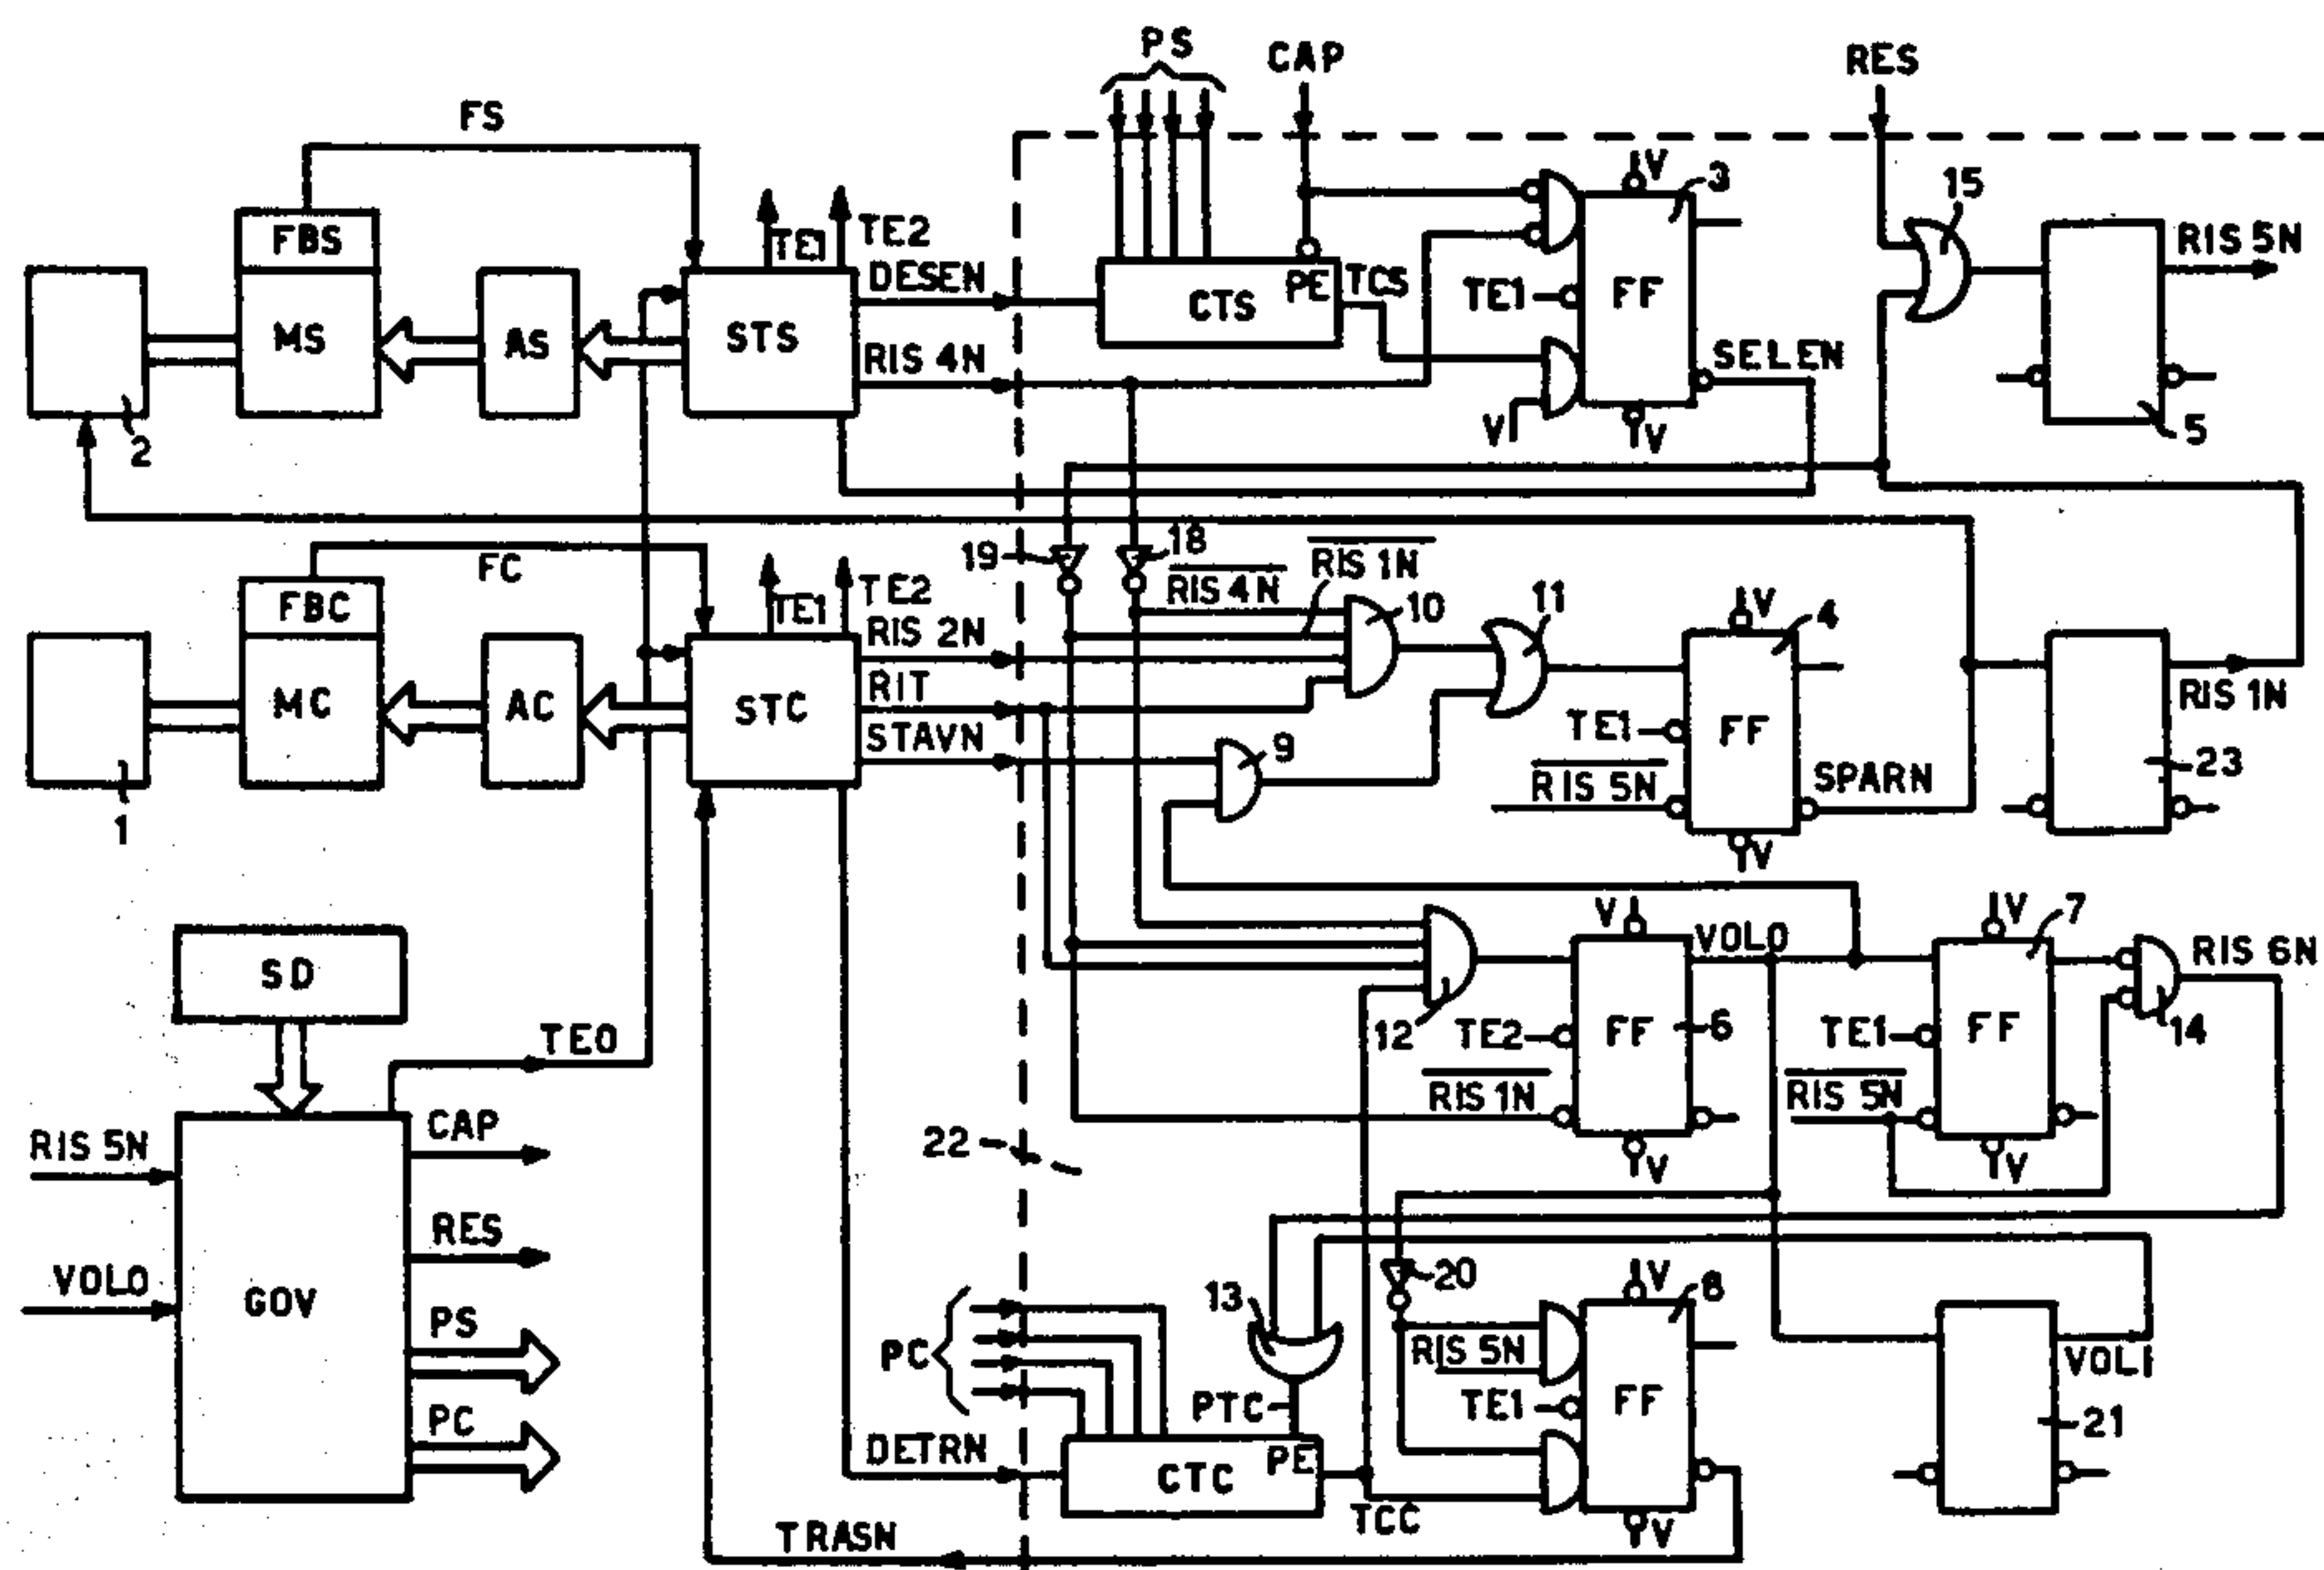 PS
CAP
RES
FS
V
3
15
TE1
TE2
FBS
RIS 5N
DESEN
PE
TCS
TE1
FF
MS
AS
STS
CTS
RIS 4N
SELEN
V
V
2
5
FC
19
18
RIS 1N
RIS 4N
TE1
TE2
FBC
RIS 2N
10
11
V
4
RIT
MC
AC
STC
STAVN
9
TE1
FF
RIS 1N
RIS 5N
SPARN
23
1
V
V
7
V
VOLO
RIS 6N
SD
12
TE2
FF
6
TE1
FF
14
TEO
RIS 1N
RIS 5N
CAP
RIS 5N
22
V
V
RES
VOLO
GOV
13
20
V
8
PS
PC
RIS 5N
VOLI
PC
PTC
TE1
FF
21
DETRN
PE
CTC
TCC
TRASN
V